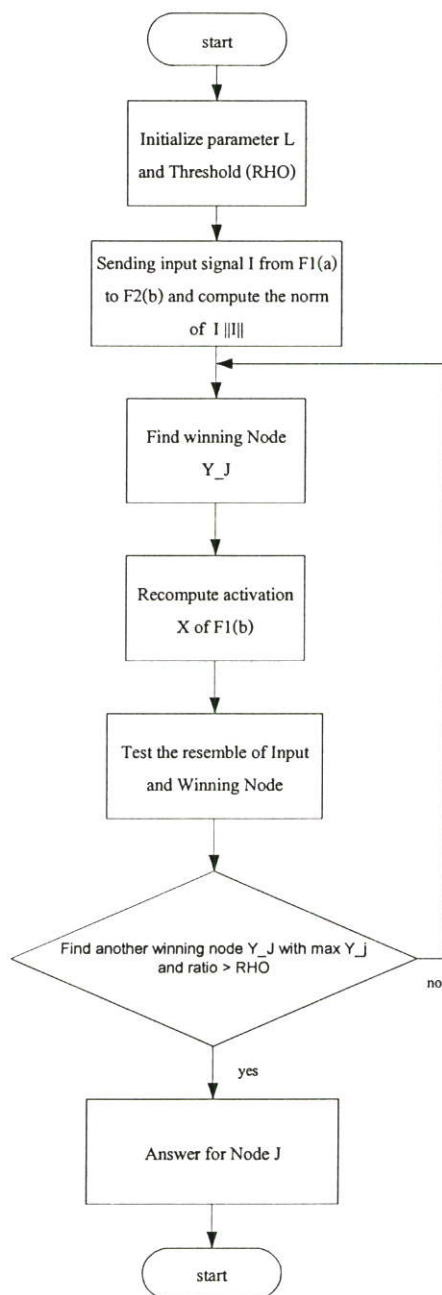 start
Initialize parameter L
and Threshold (RHO)
Sending input signal I from F1(a)
to F2(b) and compute the norm
of I ||I||
Find winning Node
Y_J
Recompute activation
X of F1(b)
Test the resemble of Input
and Winning Node
Find another winning node Y_J with max Y_j
and ratio > RHO
no
yes
Answer for Node J
start